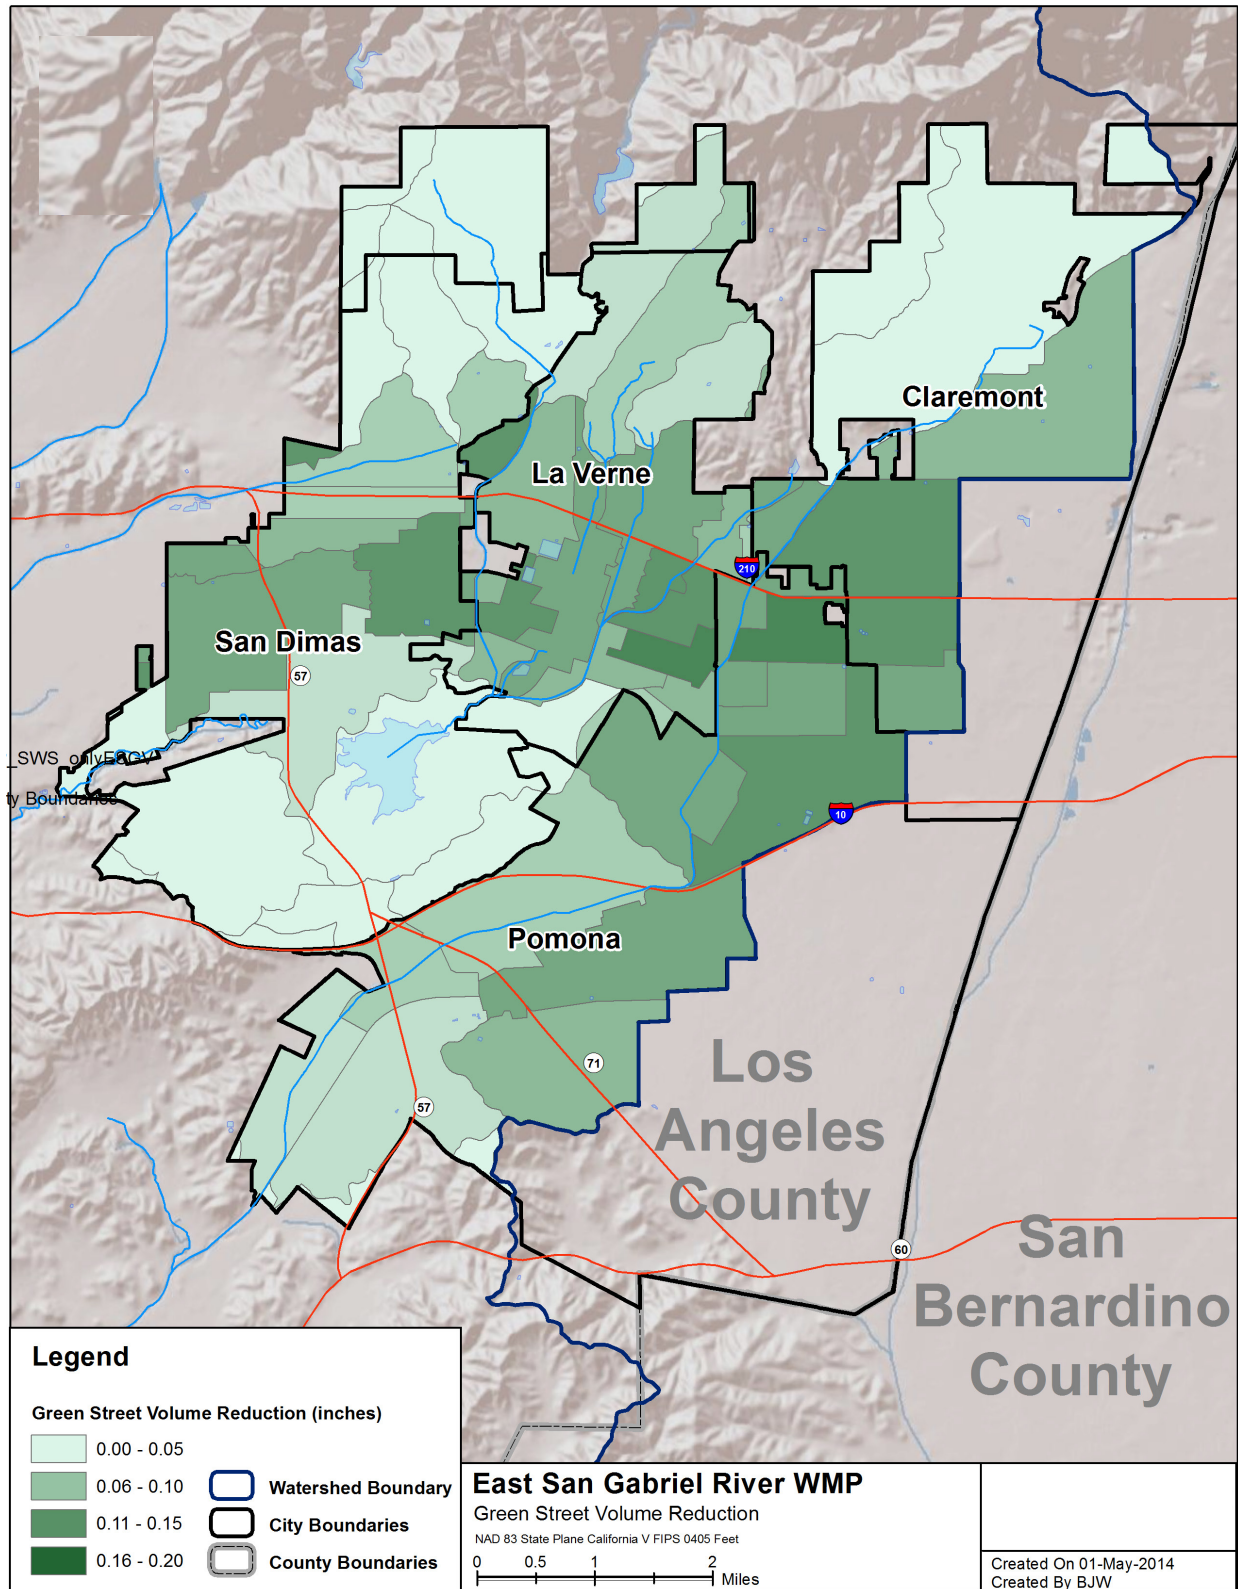 Claremont
La Verne
210
San Dimas
57
_SWS_onlyESGV
ty Boundaries
10
Pomona
Los
Angeles
County
71
57
San
Bernardino
County
60
Legend
Green Street Volume Reduction (inches)
0.00 - 0.05
0.06 - 0.10
0.11 - 0.15
0.16 - 0.20
Watershed Boundary
City Boundaries
County Boundaries
East San Gabriel River WMP
Green Street Volume Reduction
NAD 83 State Plane California V FIPS 0405 Feet
0 0.5 1 2
Miles
Created On 01-May-2014
Created By BJW